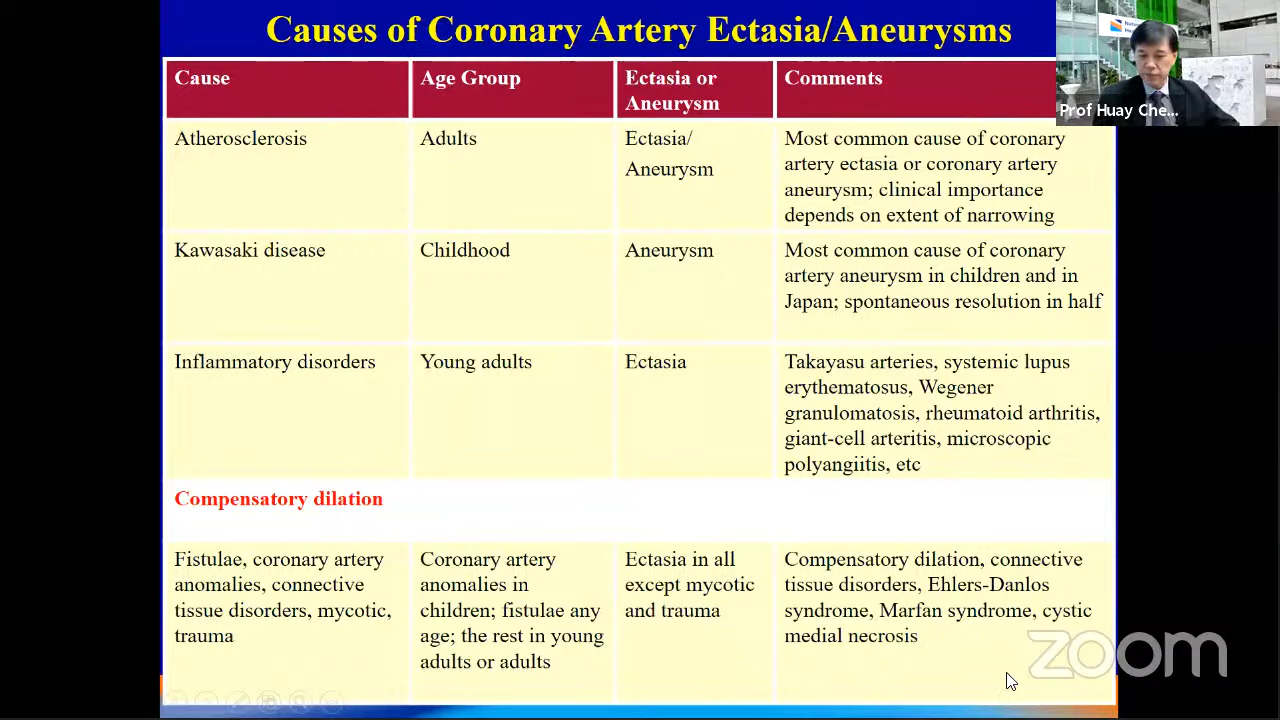 Causes of Coronary Artery Ectasia/Aneurysms
Cause
Age Group
Ectasia or
Aneurysm
Comments
Prof Huay Che...
Atherosclerosis
Adults
Ectasia/
Aneurysm
Most common cause of coronary
artery ectasia or coronary artery
aneurysm; clinical importance
depends on extent of narrowing
Kawasaki disease
Childhood
Aneurysm
Most common cause of coronary
artery aneurysm in children and in
Japan; spontaneous resolution in half
Inflammatory disorders
Young adults
Ectasia
Takayasu arteries, systemic lupus
erythematosus, Wegener
granulomatosis, rheumatoid arthritis,
giant-cell arteritis, microscopic
polyangiitis, etc
Compensatory dilation
Fistulae, coronary artery
anomalies, connective
tissue disorders, mycotic,
trauma
Coronary artery
anomalies in
children; fistulae any
age; the rest in young
adults or adults
Ectasia in all
except mycotic
and trauma
Compensatory dilation, connective
tissue disorders, Ehlers-Danlos
syndrome, Marfan syndrome, cystic
medial necrosis
zoom